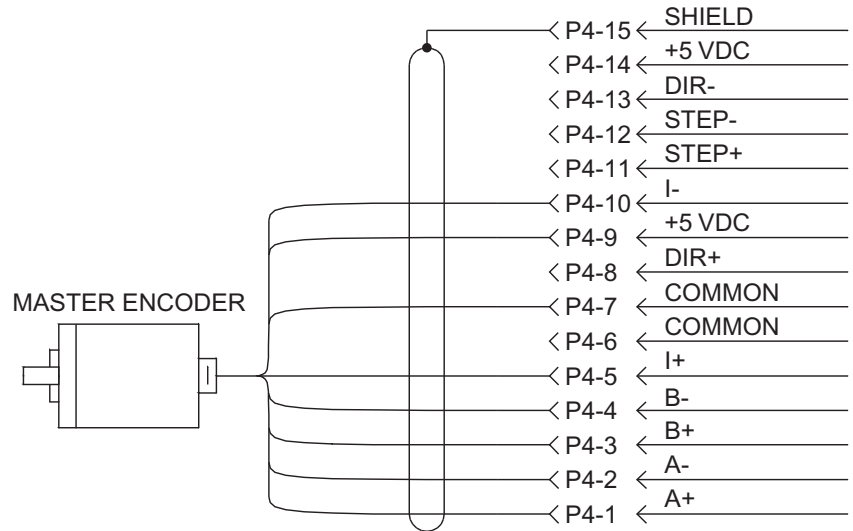 P4-15 SHIELD
P4-14 +5 VDC
P4-13 DIR-
P4-12 STEP-
P4-11 STEP+
P4-10 I-
P4-9 +5 VDC
P4-8 DIR+
MASTER ENCODER
P4-7 COMMON
P4-6 COMMON
P4-5 I+
P4-4 B-
P4-3 B+
P4-2 A-
P4-1 A+